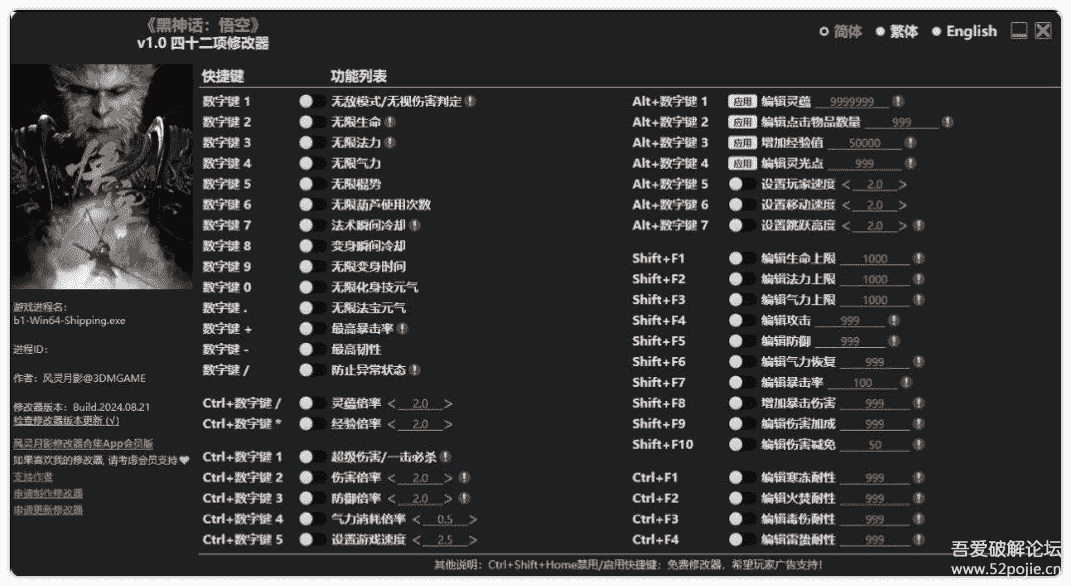 《黑神话：悟空》
v1.0 四十二项修改器
简体 繁体 English
快捷键 功能列表
数字键 1 无敌模式/无视伤害判定
数字键 2 无限生命
数字键 3 无限法力
数字键 4 无限气力
数字键 5 无限棍势
数字键 6 无限葫芦使用次数
数字键 7 法术瞬间冷却
数字键 8 变身瞬间冷却
数字键 9 无限变身时间
数字键 0 无限化身技元气
数字键 . 无限法宝元气
数字键 + 最高暴击率
数字键 - 最高韧性
数字键 / 防止异常状态
Ctrl+数字键 / 灵蕴倍率 < 2.0 >
Ctrl+数字键 * 经验倍率 < 2.0 >
Ctrl+数字键 1 超级伤害/一击必杀
Ctrl+数字键 2 伤害倍率 < 2.0 >
Ctrl+数字键 3 防御倍率 < 2.0 >
Ctrl+数字键 4 气力消耗倍率 < 0.5 >
Ctrl+数字键 5 设置游戏速度 < 2.5 >
Alt+数字键 1 应用 编辑灵蕴 9999999
Alt+数字键 2 应用 编辑点击物品数量 999
Alt+数字键 3 应用 增加经验值 50000
Alt+数字键 4 应用 编辑灵光点 999
Alt+数字键 5 设置玩家速度 < 2.0 >
Alt+数字键 6 设置移动速度 < 2.0 >
Alt+数字键 7 设置跳跃高度 < 2.0 >
Shift+F1 编辑生命上限 1000
Shift+F2 编辑法力上限 1000
Shift+F3 编辑气力上限 1000
Shift+F4 编辑攻击 999
Shift+F5 编辑防御 999
Shift+F6 编辑气力恢复 999
Shift+F7 编辑暴击率 100
Shift+F8 增加暴击伤害 999
Shift+F9 编辑伤害加成 999
Shift+F10 编辑伤害减免 50
Ctrl+F1 编辑寒冻耐性 999
Ctrl+F2 编辑火焚耐性 999
Ctrl+F3 编辑毒伤耐性 999
Ctrl+F4 编辑雷蛰耐性 999
游戏进程名：
b1-Win64-Shipping.exe
进程ID：
作者：风灵月影@3DMGAME
修改器版本：Build.2024.08.21
检查修改器版本更新 (√)
风灵月影修改器合集App会员版
如果喜欢我的修改器, 请考虑会员支持❤
支持作者
申请制作修改器
申请更新修改器
其他说明：Ctrl+Shift+Home禁用/启用快捷键；免费修改器，希望玩家广告支持！
吾爱破解论坛
www.52pojie.cn